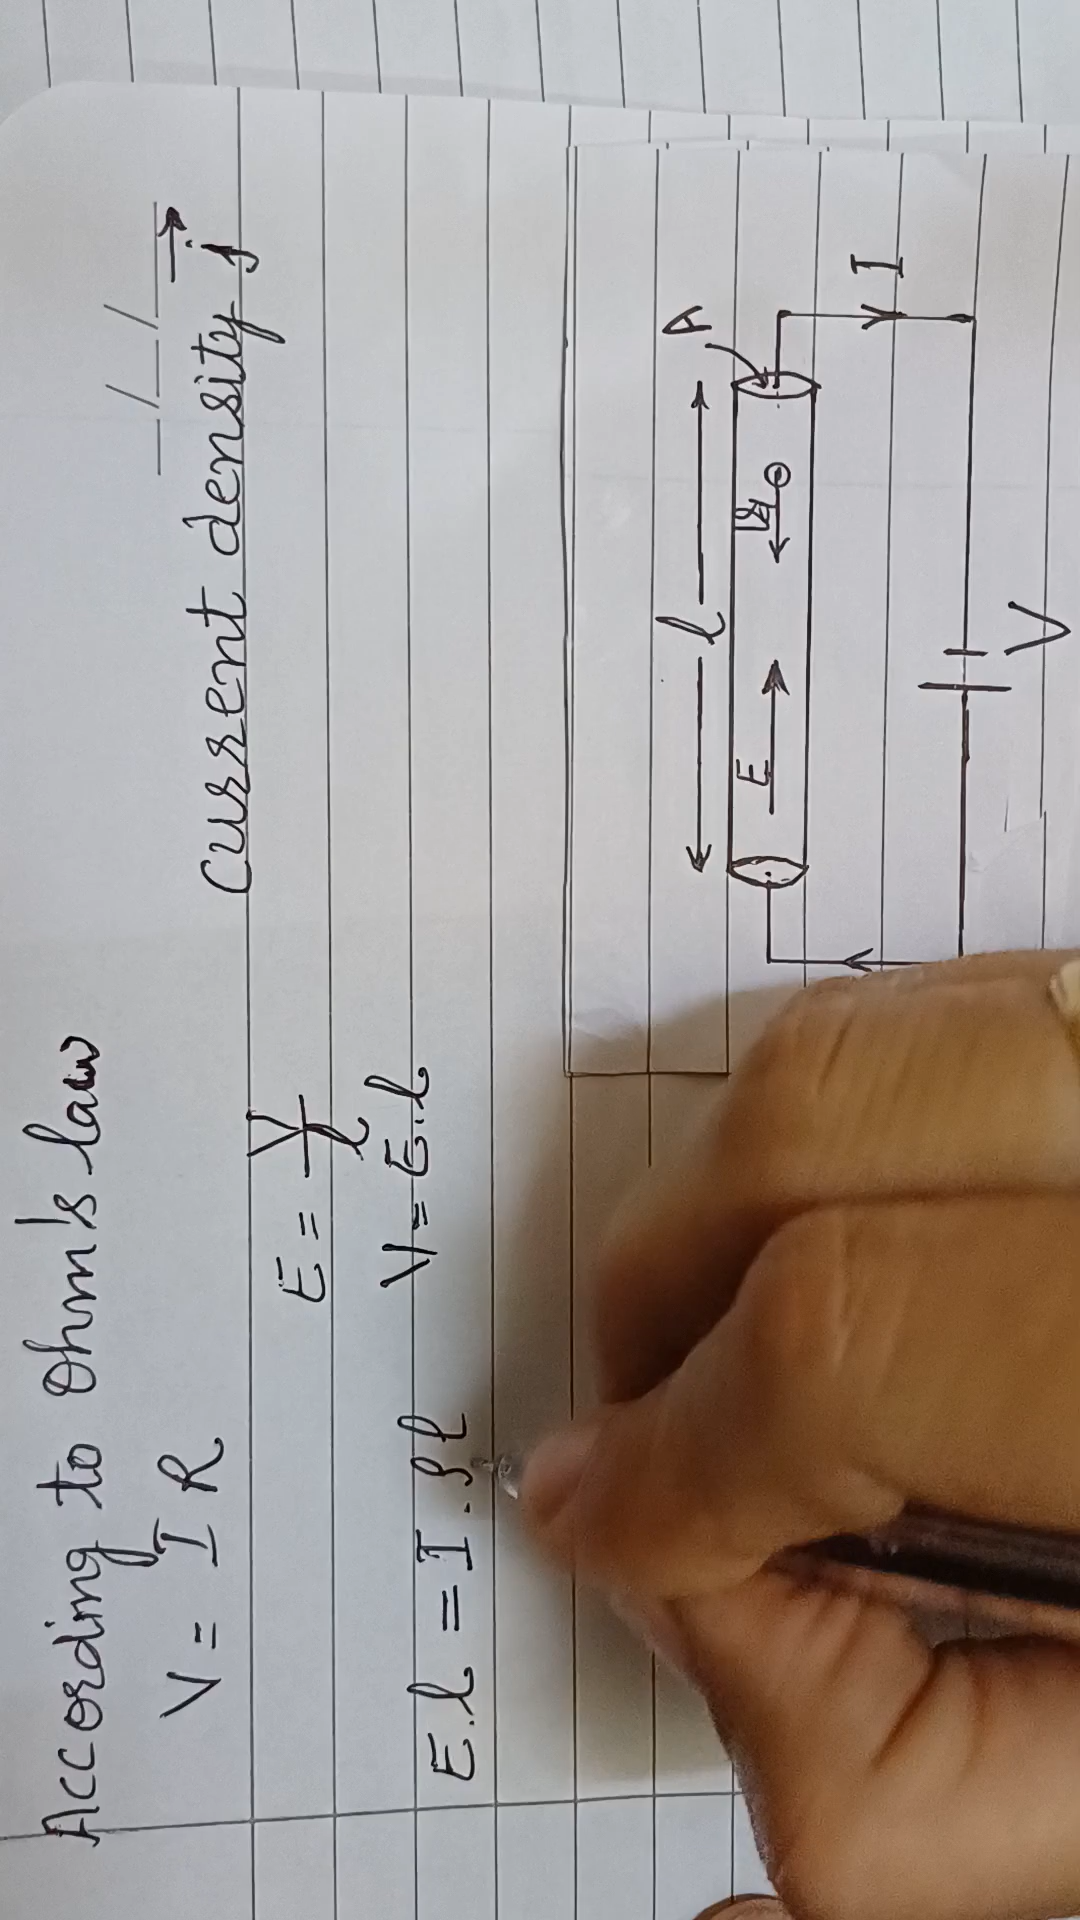 According to Ohm's law
V = I R
Current density j
E = V/l
V = E.l
E.l = I.ρl
l
A
E
I
V